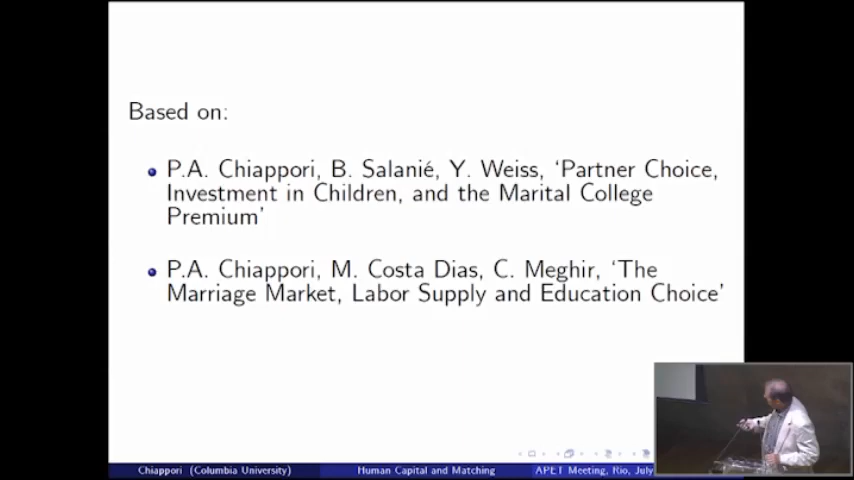 Based on:
P.A. Chiappori, B. Salanié, Y. Weiss, 'Partner Choice,
Investment in Children, and the Marital College
Premium'
P.A. Chiappori, M. Costa Dias, C. Meghir, 'The
Marriage Market, Labor Supply and Education Choice'
Chiappori (Columbia University)
Human Capital and Matching
APET Meeting, Rio, July